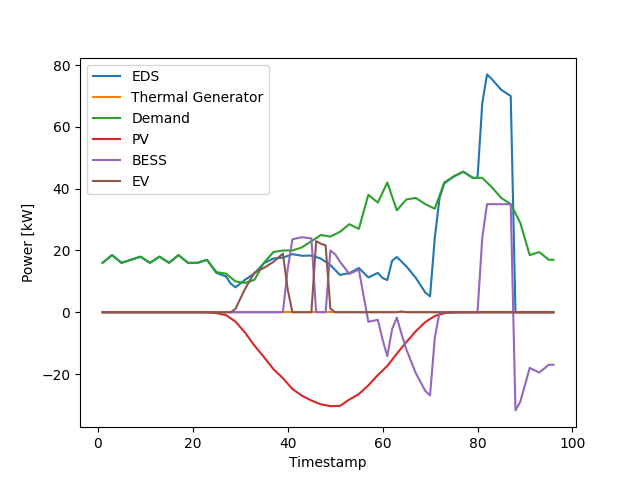 EDS
Thermal Generator
Demand
PV
BESS
EV
Power [kW]
80
60
40
20
0
−20
0 20 40 60 80 100
Timestamp